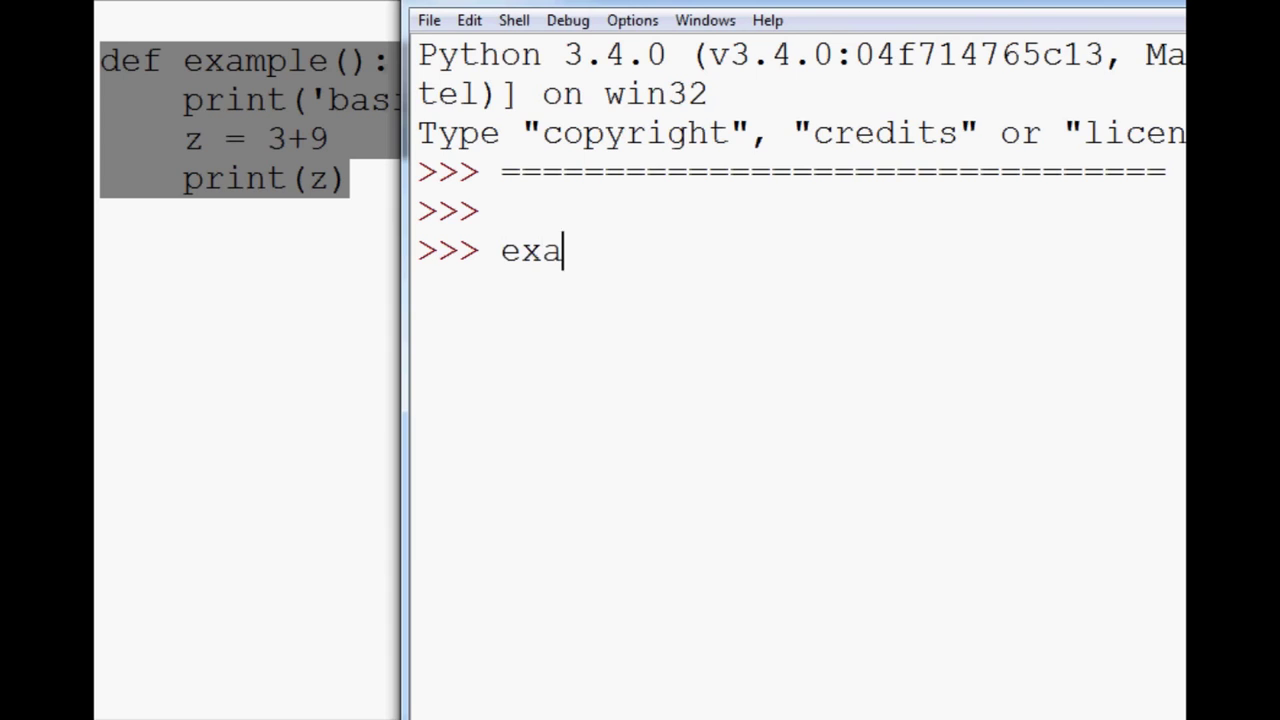 def example():
    print('basi
    z = 3+9
    print(z)
File Edit Shell Debug Options Windows Help
Python 3.4.0 (v3.4.0:04f714765c13, Ma
tel)] on win32
Type "copyright", "credits" or "licen
>>> ================================
>>>
>>> exa